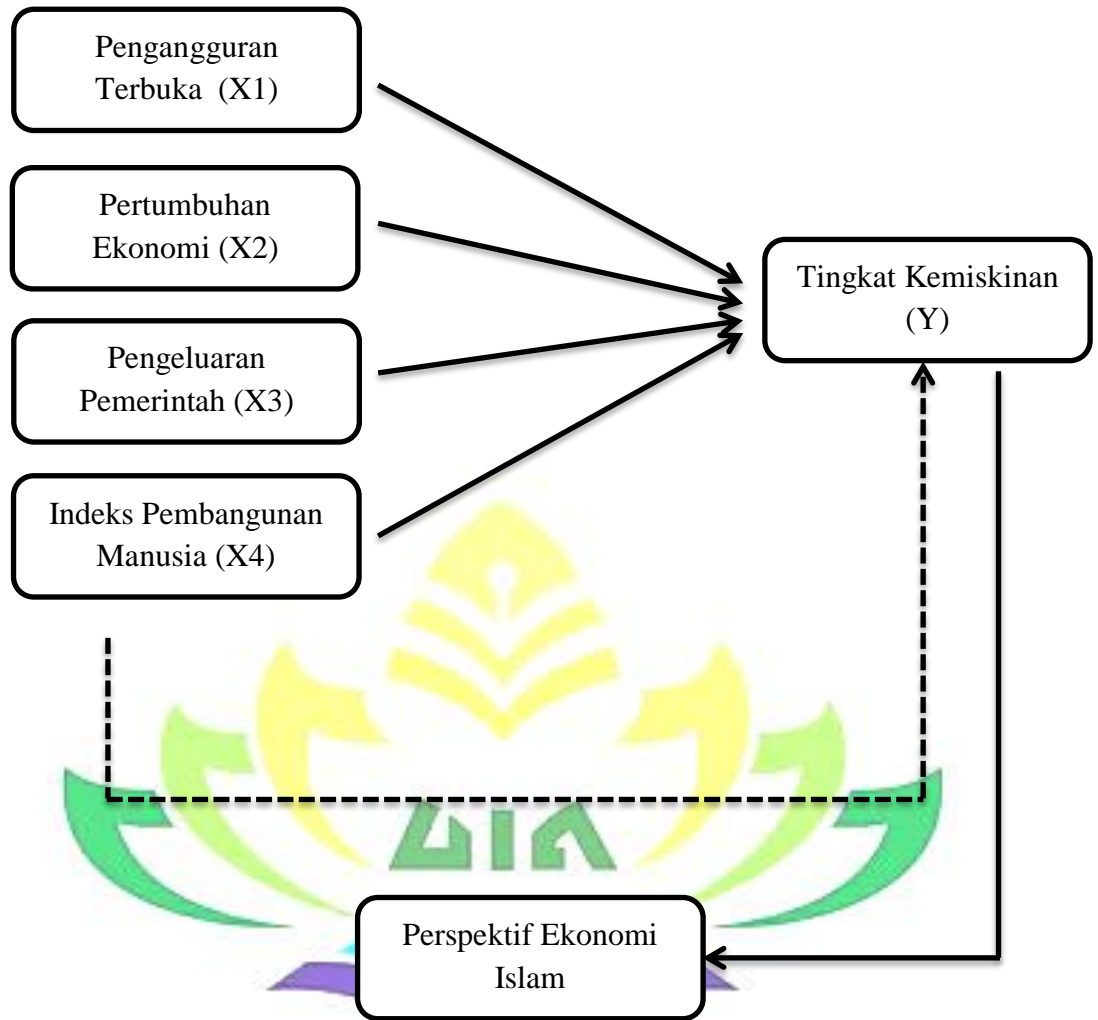 Pengangguran
Terbuka (X1)
Pertumbuhan
Ekonomi (X2)
Pengeluaran
Pemerintah (X3)
Indeks Pembangunan
Manusia (X4)
Tingkat Kemiskinan
(Y)
Perspektif Ekonomi
Islam